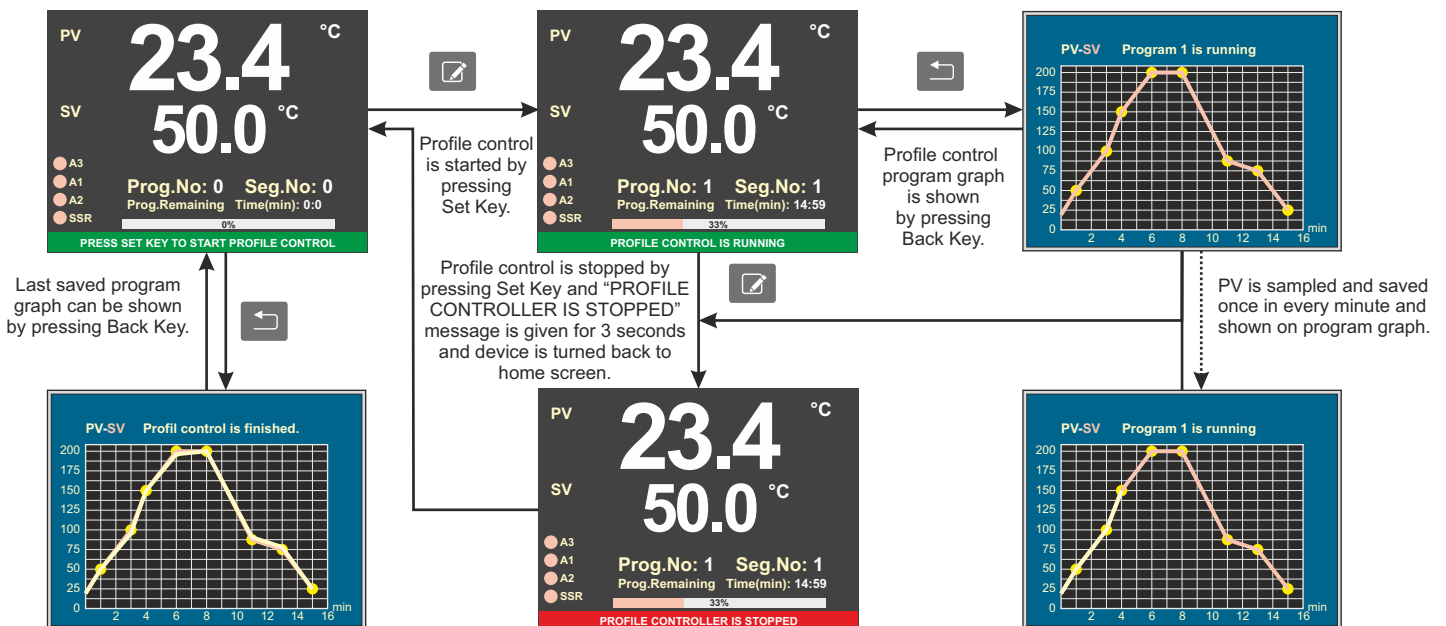 PV
23.4 °C
SV
50.0 °C
A3
A1
A2
SSR
Prog.No: 0 Seg.No: 0
Prog.Remaining Time(min): 0:0
0%
PRESS SET KEY TO START PROFILE CONTROL
Profile control
is started by
pressing
Set Key.
PV
23.4 °C
SV
50.0 °C
A3
A1
A2
SSR
Prog.No: 1 Seg.No: 1
Prog.Remaining Time(min): 14:59
33%
PROFILE CONTROL IS RUNNING
Profile control
program graph
is shown
by pressing
Back Key.
PV-SV Program 1 is running
200
175
150
125
100
75
50
25
0
2 4 6 8 10 12 14 16
min
Last saved program
graph can be shown
by pressing Back Key.
Profile control is stopped by
pressing Set Key and “PROFILE
CONTROLLER IS STOPPED”
message is given for 3 seconds
and device is turned back to
home screen.
PV is sampled and saved
once in every minute and
shown on program graph.
PV-SV Profil control is finished.
200
175
150
125
100
75
50
25
0
2 4 6 8 10 12 14 16
min
PV
23.4 °C
SV
50.0 °C
A3
A1
A2
SSR
Prog.No: 1 Seg.No: 1
Prog.Remaining Time(min): 14:59
33%
PROFILE CONTROLLER IS STOPPED
PV-SV Program 1 is running
200
175
150
125
100
75
50
25
0
2 4 6 8 10 12 14 16
min